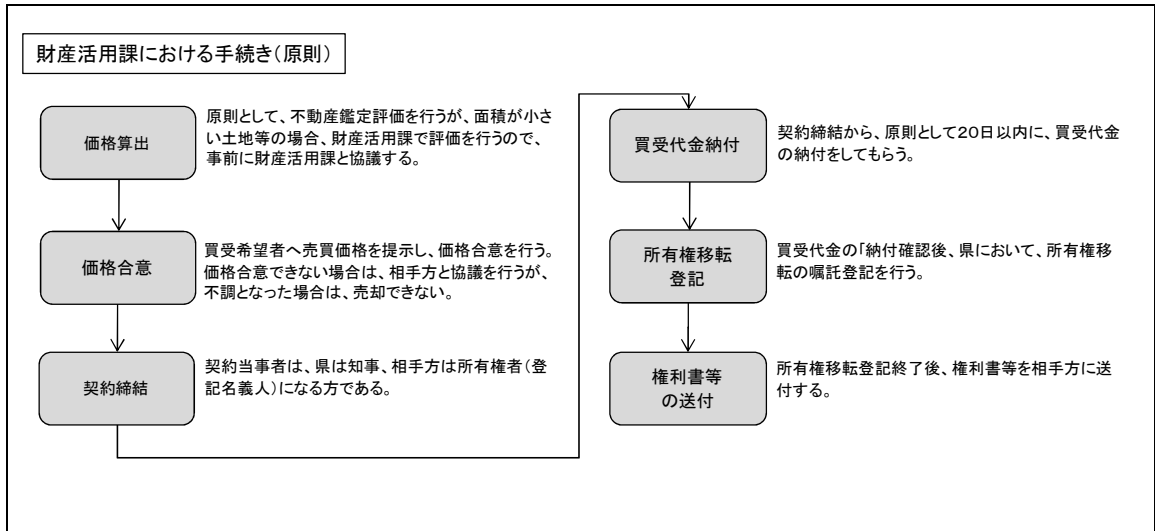 財産活用課における手続き(原則)
価格算出
原則として、不動産鑑定評価を行うが、面積が小さ
い土地等の場合、財産活用課で評価を行うので、
事前に財産活用課と協議する。
価格合意
買受希望者へ売買価格を提示し、価格合意を行う。
価格合意できない場合は、相手方と協議を行うが、
不調となった場合は、売却できない。
契約締結
契約当事者は、県は知事、相手方は所有権者(登
記名義人)になる方である。
買受代金納付
契約締結から、原則として20日以内に、買受代金
の納付をしてもらう。
所有権移転
登記
買受代金の「納付確認後、県において、所有権移
転の嘱託登記を行う。
権利書等
の送付
所有権移転登記終了後、権利書等を相手方に送
付する。